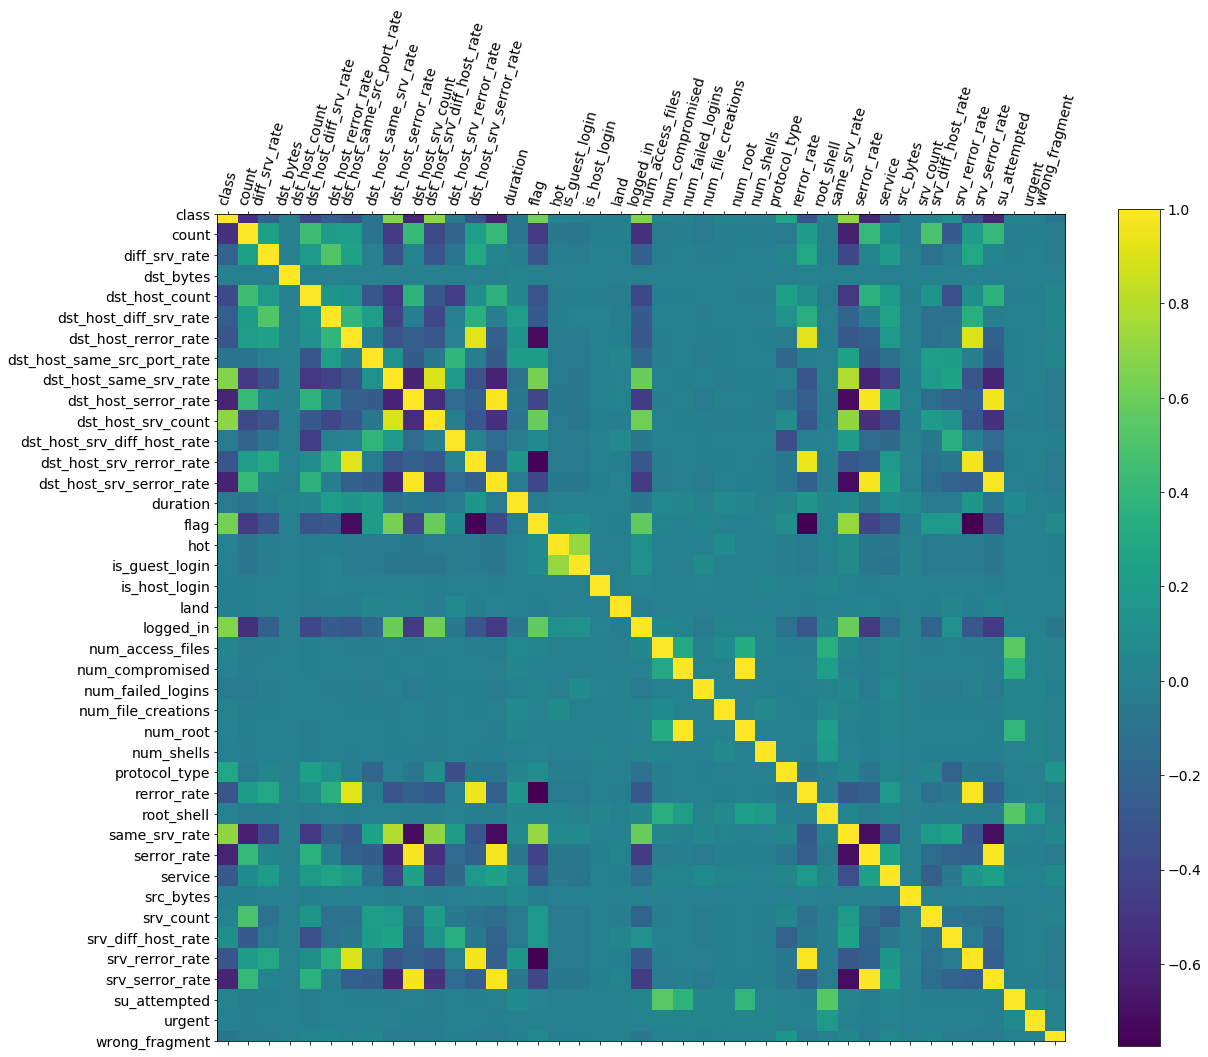 class
count
diff_srv_rate
dst_bytes
dst_host_count
dst_host_diff_srv_rate
dst_host_rerror_rate
dst_host_same_src_port_rate
dst_host_same_srv_rate
dst_host_serror_rate
dst_host_srv_count
dst_host_srv_diff_host_rate
dst_host_srv_rerror_rate
dst_host_srv_serror_rate
duration
flag
hot
is_guest_login
is_host_login
land
logged_in
num_access_files
num_compromised
num_failed_logins
num_file_creations
num_root
num_shells
protocol_type
rerror_rate
root_shell
same_srv_rate
serror_rate
service
src_bytes
srv_count
srv_diff_host_rate
srv_rerror_rate
srv_serror_rate
su_attempted
urgent
wrong_fragment
class
count
diff_srv_rate
dst_bytes
dst_host_count
dst_host_diff_srv_rate
dst_host_rerror_rate
dst_host_same_src_port_rate
dst_host_same_srv_rate
dst_host_serror_rate
dst_host_srv_count
dst_host_srv_diff_host_rate
dst_host_srv_rerror_rate
dst_host_srv_serror_rate
duration
flag
hot
is_guest_login
is_host_login
land
logged_in
num_access_files
num_compromised
num_failed_logins
num_file_creations
num_root
num_shells
protocol_type
rerror_rate
root_shell
same_srv_rate
serror_rate
service
src_bytes
srv_count
srv_diff_host_rate
srv_rerror_rate
srv_serror_rate
su_attempted
urgent
wrong_fragment
1.0
0.8
0.6
0.4
0.2
0.0
−0.2
−0.4
−0.6